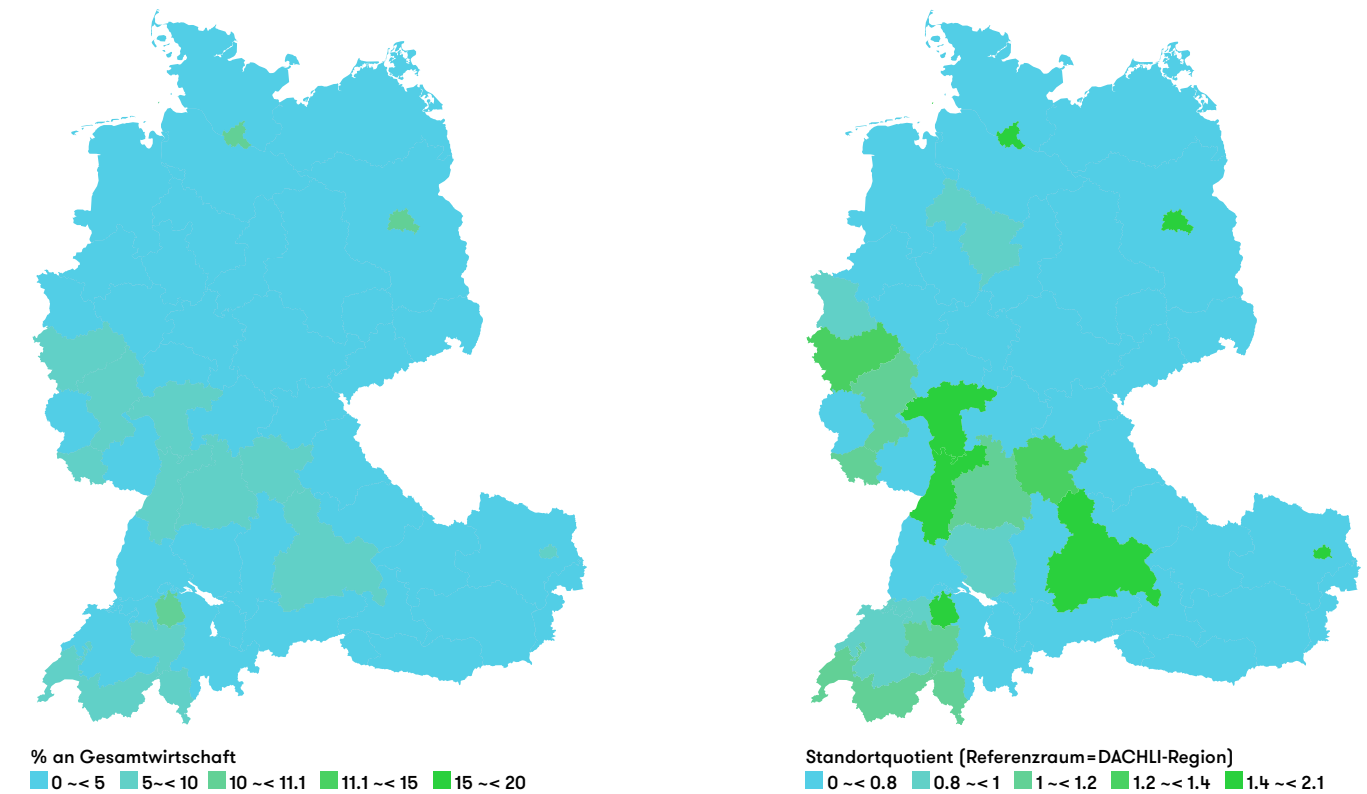 % an Gesamtwirtschaft
0 ~< 5 5~< 10 10 ~< 11.1 11.1 ~< 15 15 ~< 20
Standortquotient (Referenzraum=DACHLI-Region)
0 ~< 0.8 0.8 ~< 1 1 ~< 1.2 1.2 ~< 1.4 1.4 ~< 2.1